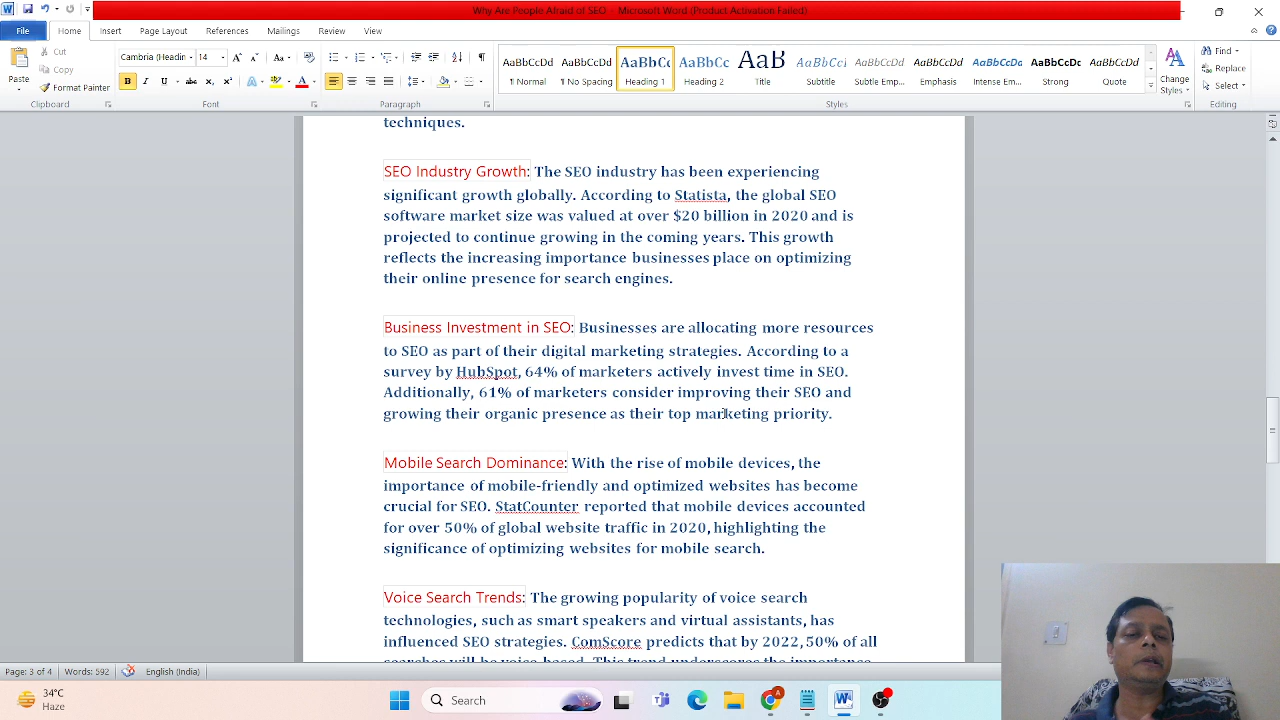 Why Are People Afraid of SEO - Microsoft Word (Product Activation Failed)
File Home Insert Page Layout References Mailings Review View
Cut
Copy
Format Painter
Paste
Cambria (Headin 14
Clipboard Font Paragraph Styles Editing
AaBbCcDd AaBbCcDd AaBbCc AaBbCc AaB AaBbCcl AaBbCcDd AaBbCcDd AaBbCcDd AaBbCcDc AaBbCcDd
¶ Normal ¶ No Spacing Heading 1 Heading 2 Title Subtitle Subtle Emp... Emphasis Intense Em... Strong Quote
Change Styles
Find
Replace
Select
techniques.
SEO Industry Growth: The SEO industry has been experiencing
significant growth globally. According to Statista, the global SEO
software market size was valued at over $20 billion in 2020 and is
projected to continue growing in the coming years. This growth
reflects the increasing importance businesses place on optimizing
their online presence for search engines.
Business Investment in SEO: Businesses are allocating more resources
to SEO as part of their digital marketing strategies. According to a
survey by HubSpot, 64% of marketers actively invest time in SEO.
Additionally, 61% of marketers consider improving their SEO and
growing their organic presence as their top marketing priority.
Mobile Search Dominance: With the rise of mobile devices, the
importance of mobile-friendly and optimized websites has become
crucial for SEO. StatCounter reported that mobile devices accounted
for over 50% of global website traffic in 2020, highlighting the
significance of optimizing websites for mobile search.
Voice Search Trends: The growing popularity of voice search
technologies, such as smart speakers and virtual assistants, has
influenced SEO strategies. ComScore predicts that by 2022, 50% of all
searches will be voice-based. This trend underscores the importance
Page: 3 of 4 Words: 592 English (India)
34°C
Haze
Search